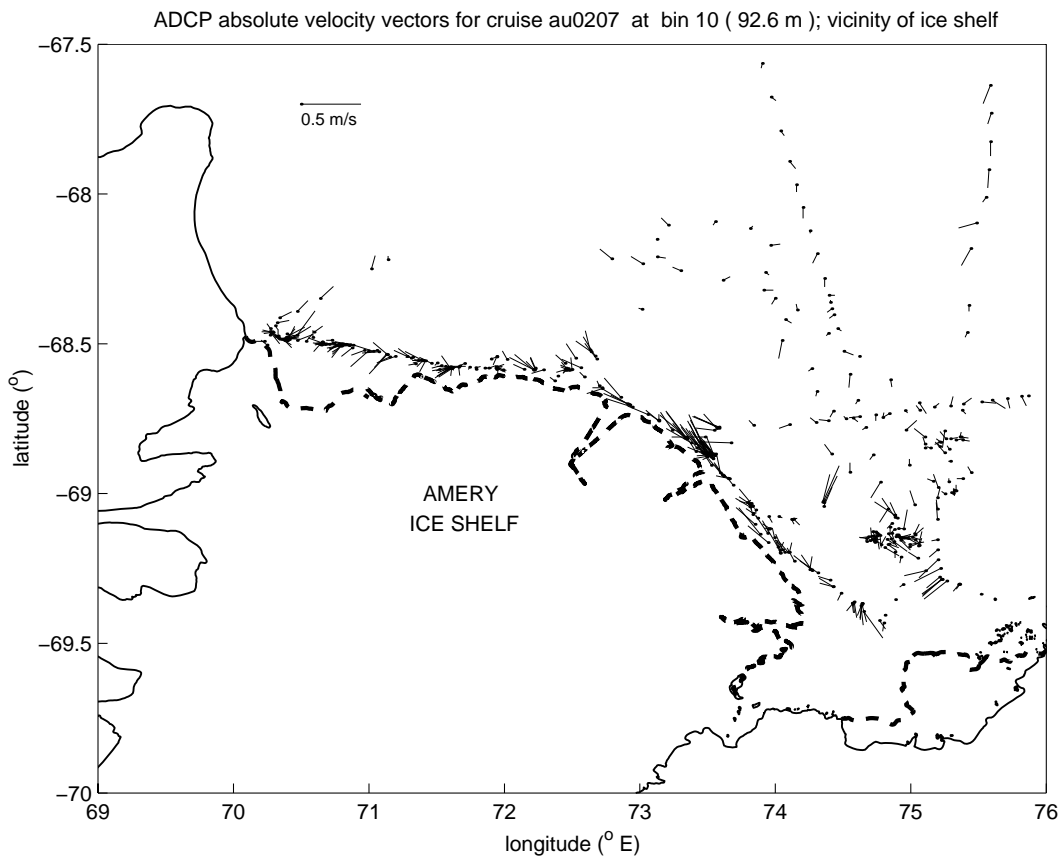 ADCP absolute velocity vectors for cruise au0207 at bin 10 ( 92.6 m ); vicinity of ice shelf
−67.5
0.5 m/s
−68
−68.5
latitude (°)
−69
AMERY
ICE SHELF
−69.5
−70
69 70 71 72 73 74 75 76
longitude (° E)